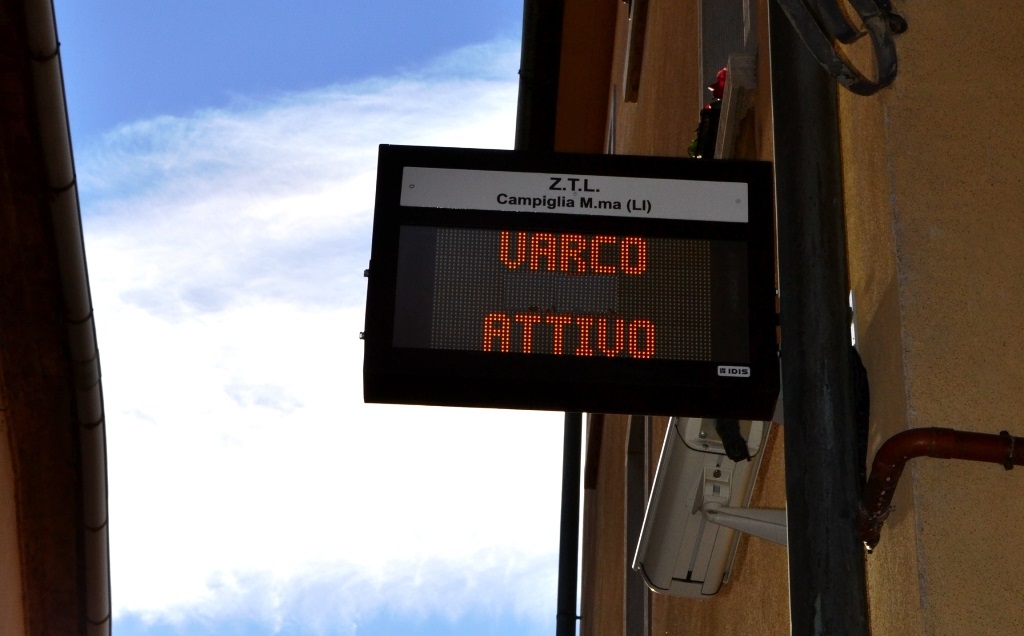 Z.T.L.
Campiglia M.ma (LI)
VARCO
ATTIVO
IDIS